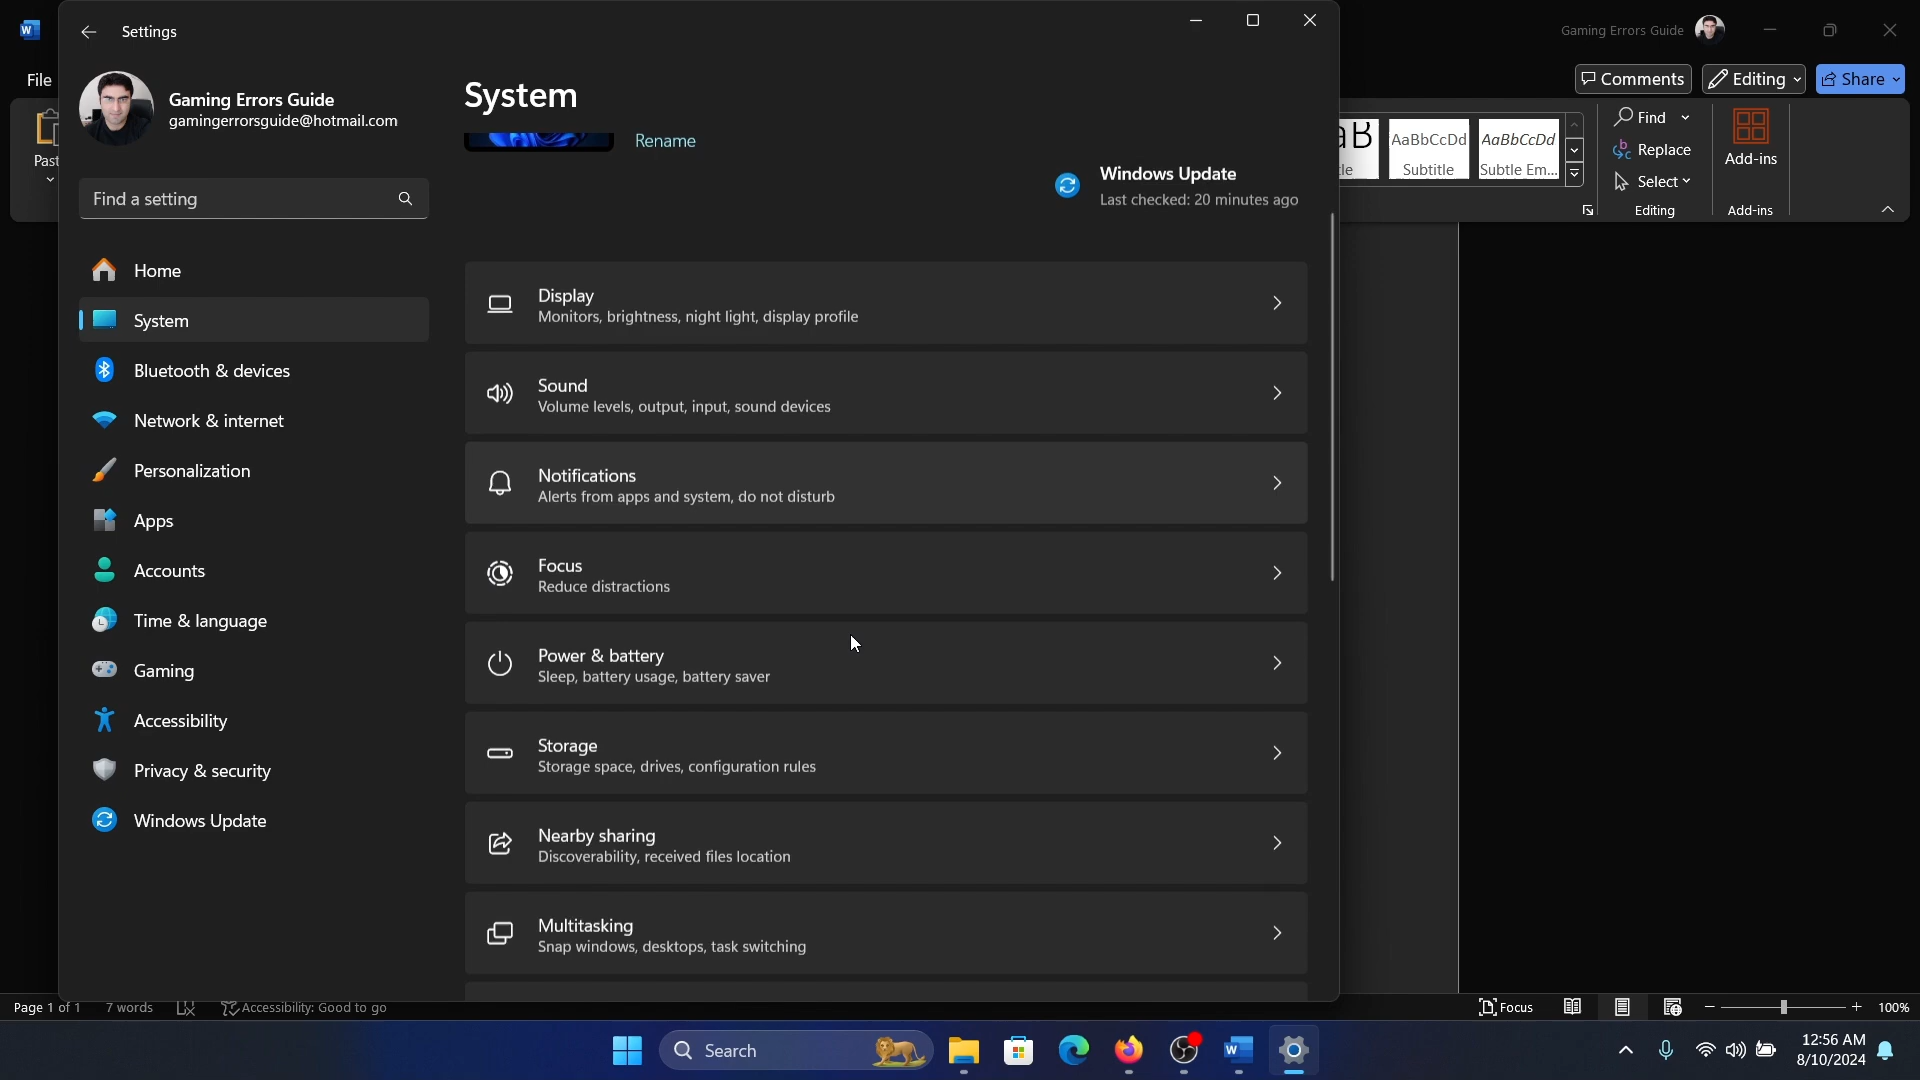 Settings
Gaming Errors Guide
gamingerrorsguide@hotmail.com
Find a setting
Home
System
Bluetooth & devices
Network & internet
Personalization
Apps
Accounts
Time & language
Gaming
Accessibility
Privacy & security
Windows Update
System
Rename
Windows Update
Last checked: 20 minutes ago
Display
Monitors, brightness, night light, display profile
Sound
Volume levels, output, input, sound devices
Notifications
Alerts from apps and system, do not disturb
Focus
Reduce distractions
Power & battery
Sleep, battery usage, battery saver
Storage
Storage space, drives, configuration rules
Nearby sharing
Discoverability, received files location
Multitasking
Snap windows, desktops, task switching
W
File
Past
Gaming Errors Guide
Comments
Editing
Share
AaBbCcDd
Subtitle
AaBbCcDd
Subtle Em...
Find
Replace
Select
Editing
Add-ins
Add-ins
Page 1 of 1
7 words
Accessibility: Good to go
Focus
100%
Search
W
12:56 AM
8/10/2024